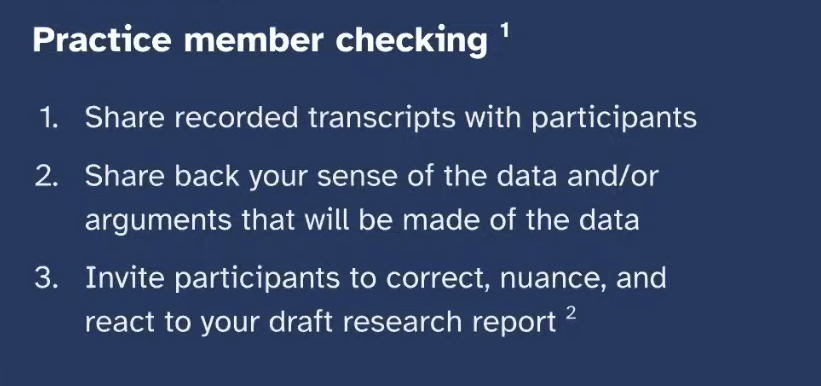 Practice member checking ¹
1. Share recorded transcripts with participants
2. Share back your sense of the data and/or
arguments that will be made of the data
3. Invite participants to correct, nuance, and
react to your draft research report ²